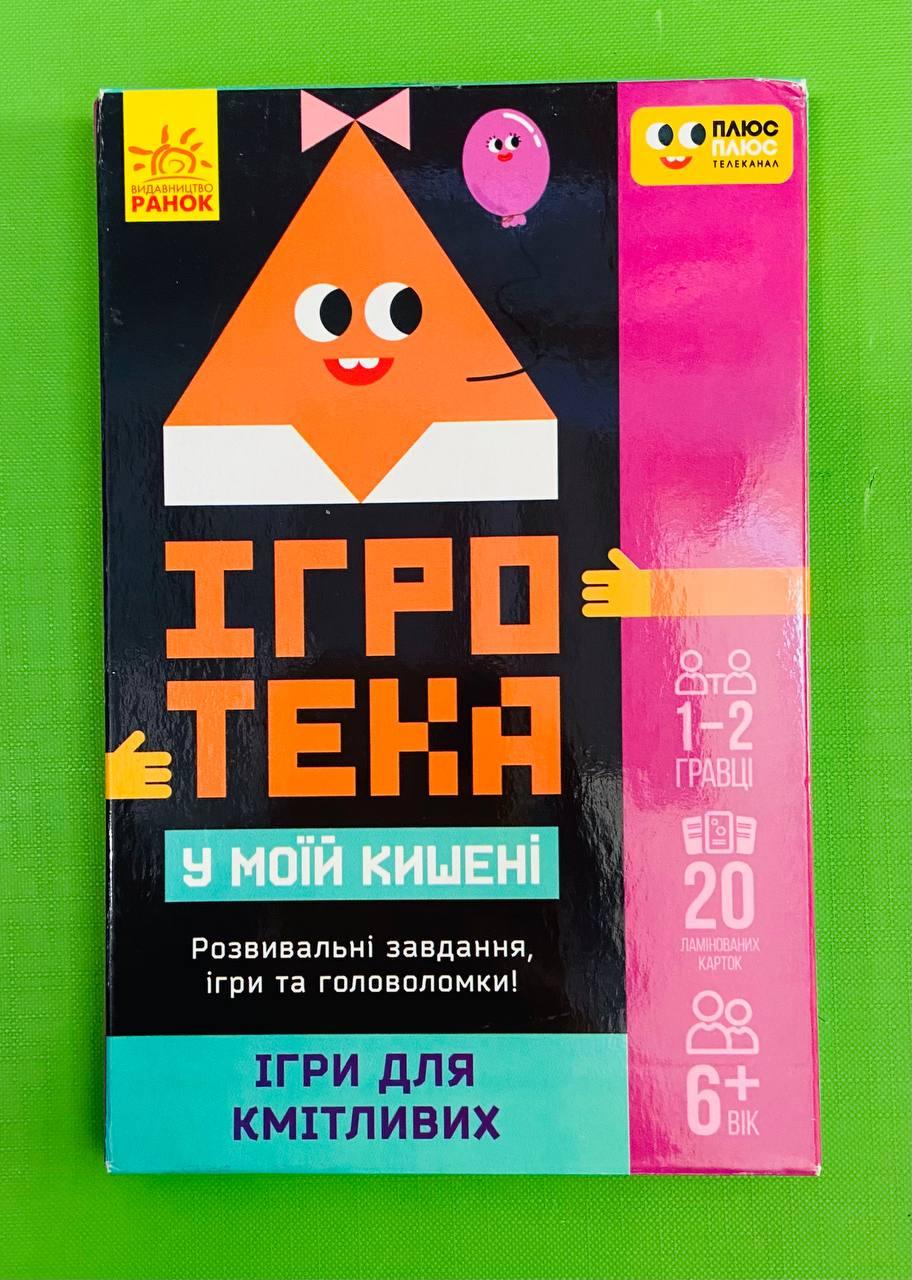 ВИДАВНИЦТВО
РАНОК
ПЛЮС
ПЛЮС
ТЕЛЕКАНАЛ
ІГРО
ТЕКА
У МОЇЙ КИШЕНІ
Розвивальні завдання,
ігри та головоломки!
ІГРИ ДЛЯ
КМІТЛИВИХ
1–2
ГРАВЦІ
20
ЛАМІНОВАНИХ
КАРТОК
6+
ВІК